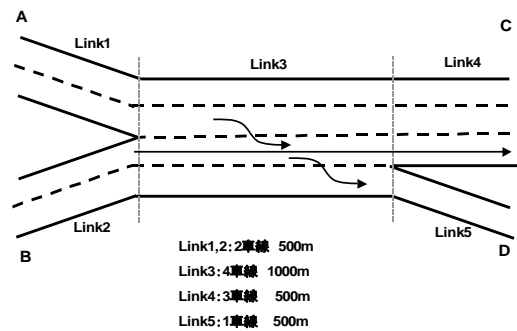 A
C
Link1
Link3
Link4
Link2
Link5
B
D
Link1,2:2車線 500m
Link3:4車線 1000m
Link4:3車線 500m
Link5:1車線 500m